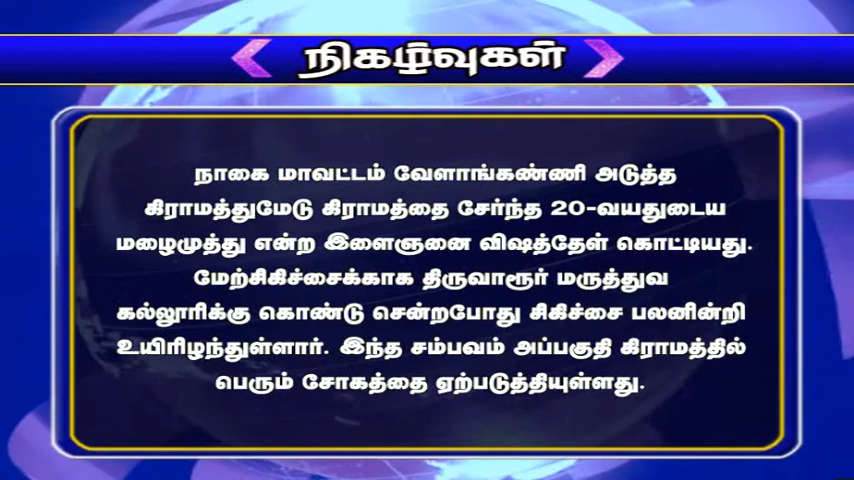 நிகழ்வுகள்
நாகை மாவட்டம் வேளாங்கண்ணி அடுத்த
கிராமத்துமேடு கிராமத்தை சேர்ந்த 20-வயதுடைய
மழைமுத்து என்ற இளைஞனை விஷத்தேள் கொட்டியது.
மேற்சிகிச்சைக்காக திருவாரூர் மருத்துவ
கல்லூரிக்கு கொண்டு சென்றபோது சிகிச்சை பலனின்றி
உயிரிழந்துள்ளார். இந்த சம்பவம் அப்பகுதி கிராமத்தில்
பெரும் சோகத்தை ஏற்படுத்தியுள்ளது.